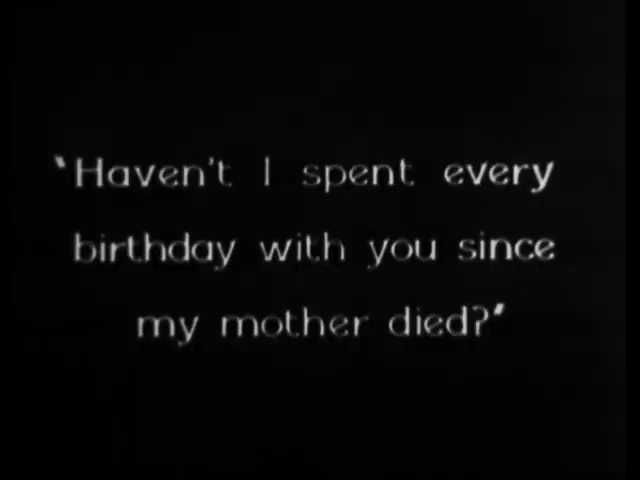 "Haven't I spent every
birthday with you since
my mother died?"